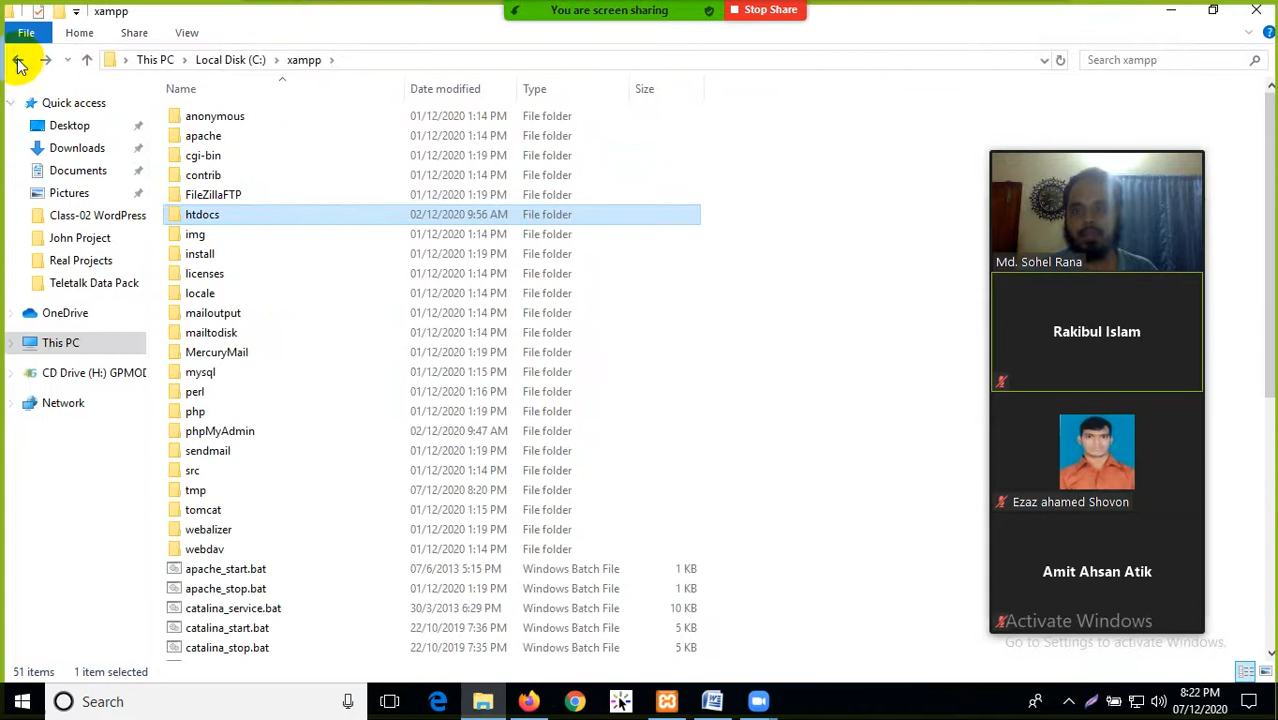 xampp
You are screen sharing
Stop Share
File Home Share View
This PC Local Disk (C:) xampp
Search xampp
Name Date modified Type Size
Quick access
Desktop
Downloads
Documents
Pictures
Class-02 WordPress
John Project
Real Projects
Teletalk Data Pack
OneDrive
This PC
CD Drive (H:) GPMOD
Network
anonymous 01/12/2020 1:14 PM File folder
apache 01/12/2020 1:14 PM File folder
cgi-bin 01/12/2020 1:19 PM File folder
contrib 01/12/2020 1:14 PM File folder
FileZillaFTP 01/12/2020 1:19 PM File folder
htdocs 02/12/2020 9:56 AM File folder
img 01/12/2020 1:14 PM File folder
install 01/12/2020 1:19 PM File folder
licenses 01/12/2020 1:14 PM File folder
locale 01/12/2020 1:14 PM File folder
mailoutput 01/12/2020 1:14 PM File folder
mailtodisk 01/12/2020 1:14 PM File folder
MercuryMail 01/12/2020 1:19 PM File folder
mysql 01/12/2020 1:15 PM File folder
perl 01/12/2020 1:16 PM File folder
php 01/12/2020 1:19 PM File folder
phpMyAdmin 02/12/2020 9:47 AM File folder
sendmail 01/12/2020 1:19 PM File folder
src 01/12/2020 1:14 PM File folder
tmp 07/12/2020 8:20 PM File folder
tomcat 01/12/2020 1:15 PM File folder
webalizer 01/12/2020 1:19 PM File folder
webdav 01/12/2020 1:14 PM File folder
apache_start.bat 07/6/2013 5:15 PM Windows Batch File 1 KB
apache_stop.bat 01/12/2020 1:19 PM Windows Batch File 1 KB
catalina_service.bat 30/3/2013 6:29 PM Windows Batch File 10 KB
catalina_start.bat 22/10/2019 7:36 PM Windows Batch File 5 KB
catalina_stop.bat 22/10/2019 7:35 PM Windows Batch File 5 KB
Md. Sohel Rana
Rakibul Islam
Ezaz ahamed Shovon
Amit Ahsan Atik
Activate Windows
Go to Settings to activate Windows.
51 items 1 item selected
Search
8:22 PM
07/12/2020